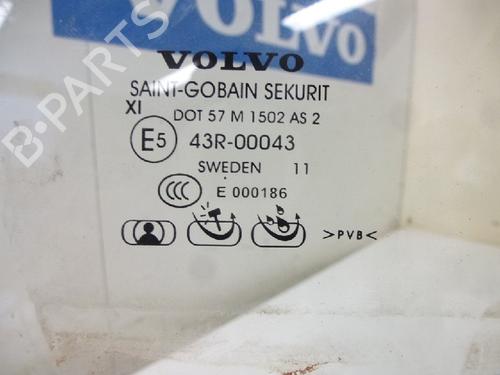 VOLVO
VOLVO
SAINT-GOBAIN SEKURIT
XI
DOT 57 M 1502 AS 2
E5 43R-00043
SWEDEN 11
CCC E 000186
>PVB<
B-PARTS